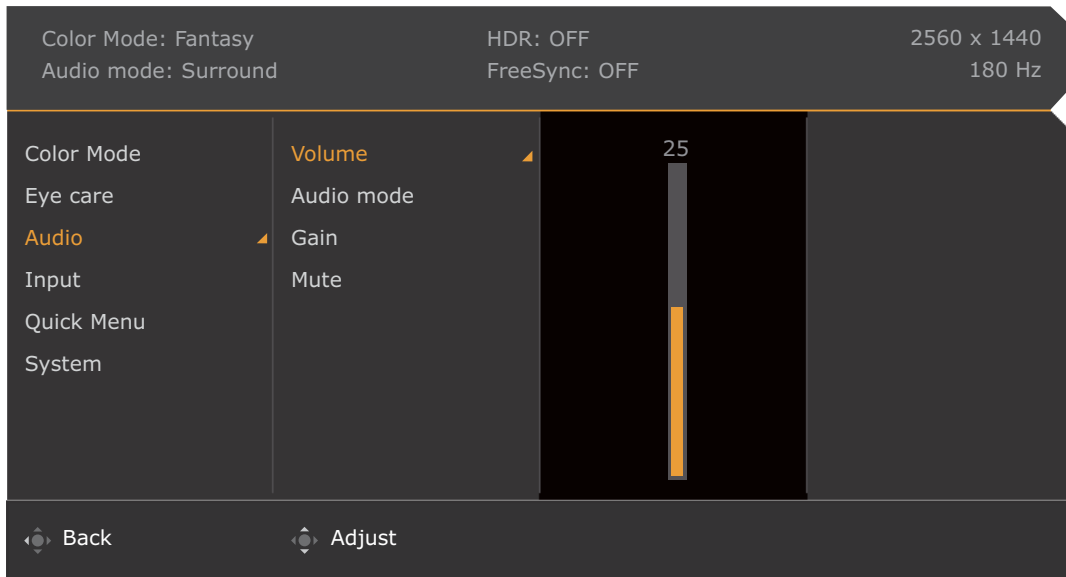 Color Mode: Fantasy
HDR: OFF
2560 x 1440
Audio mode: Surround
FreeSync: OFF
180 Hz
Color Mode
Eye care
Audio
Input
Quick Menu
System
Volume
Audio mode
Gain
Mute
25
Back
Adjust